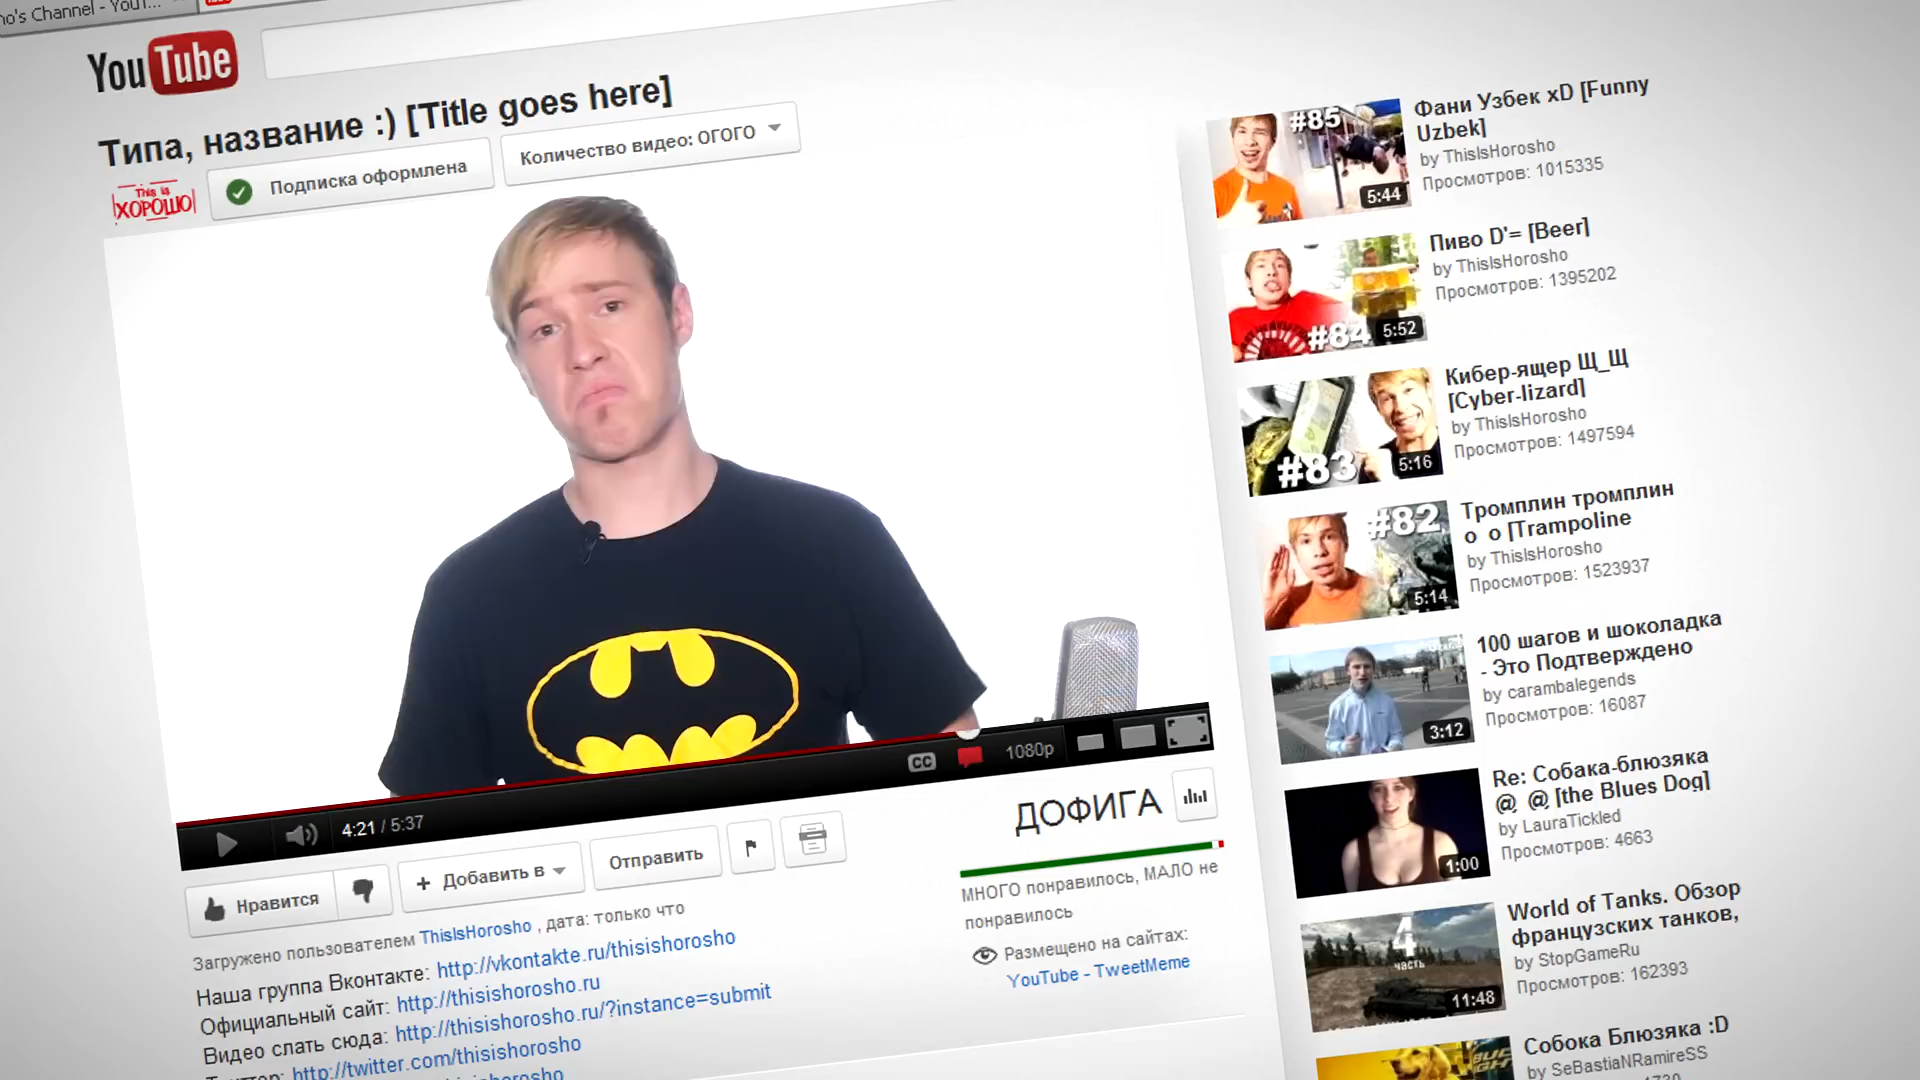 no's Channel - YouT...
YouTube
Типа, название :) [Title goes here]
This is
ХОРОШО
Подписка оформлена
Количество видео: ОГОГО
4:21 / 5:37
CC
1080p
Нравится
+ Добавить в
Отправить
ДОФИГА
МНОГО понравилось, МАЛО не
понравилось
Размещено на сайтах:
YouTube - TweetMeme
Загружено пользователем ThisIsHorosho , дата: только что
Наша группа Вконтакте: http://vkontakte.ru/thisishorosho
Официальный сайт: http://thisishorosho.ru
Видео слать сюда: http://thisishorosho.ru/?instance=submit
Твиттер: http://twitter.com/thisishorosho
#85
5:44
Фани Узбек xD [Funny
Uzbek]
by ThisIsHorosho
Просмотров: 1015335
#84
5:52
Пиво D'= [Beer]
by ThisIsHorosho
Просмотров: 1395202
#83
5:16
Кибер-ящер Щ_Щ
[Cyber-lizard]
by ThisIsHorosho
Просмотров: 1497594
#82
5:14
Тромплин тромплин
o_o [Trampoline
by ThisIsHorosho
Просмотров: 1523937
3:12
100 шагов и шоколадка
- Это Подтверждено
by carambalegends
Просмотров: 16087
1:00
Re: Собака-блюзяка
@_@ [the Blues Dog]
by LauraTickled
Просмотров: 4663
4
часть
11:48
World of Tanks. Обзор
французских танков,
by StopGameRu
Просмотров: 162393
Собока Блюзяка :D
by SeBastiaNRamireSS